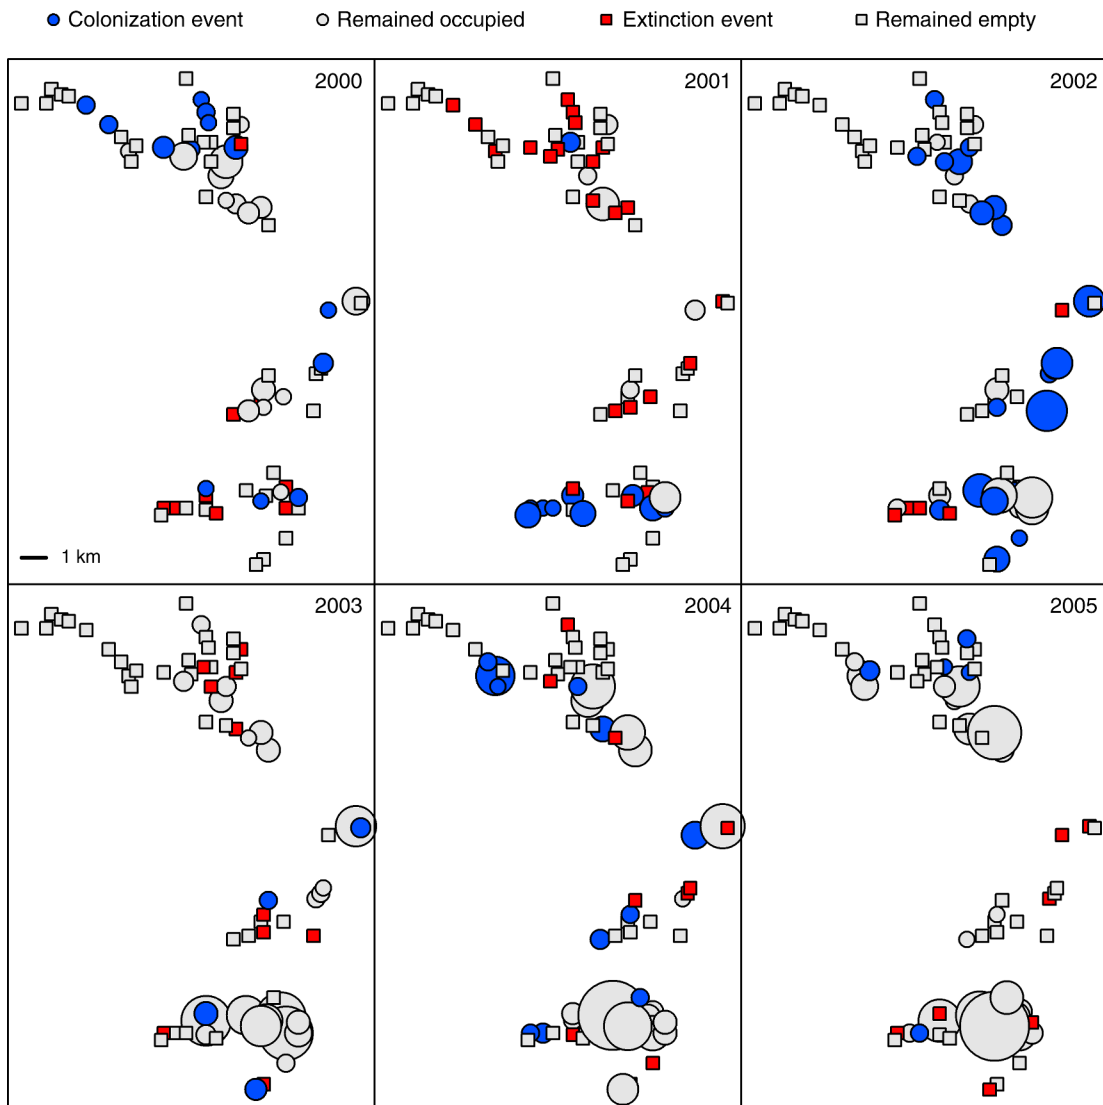 Colonization event Remained occupied Extinction event Remained empty
2000 2001 2002
1 km
2003 2004 2005